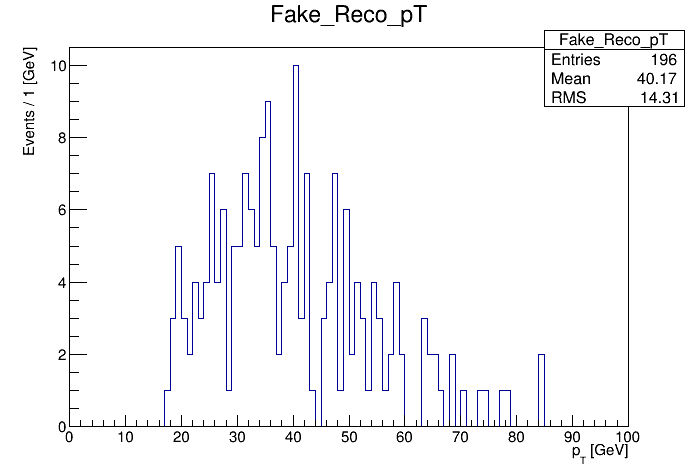 Fake_Reco_pT
Fake_Reco_pT
Entries 196
Mean 40.17
RMS 14.31
Events / 1 [GeV]
10
8
6
4
2
0
0 10 20 30 40 50 60 70 80 90 100
p_T [GeV]